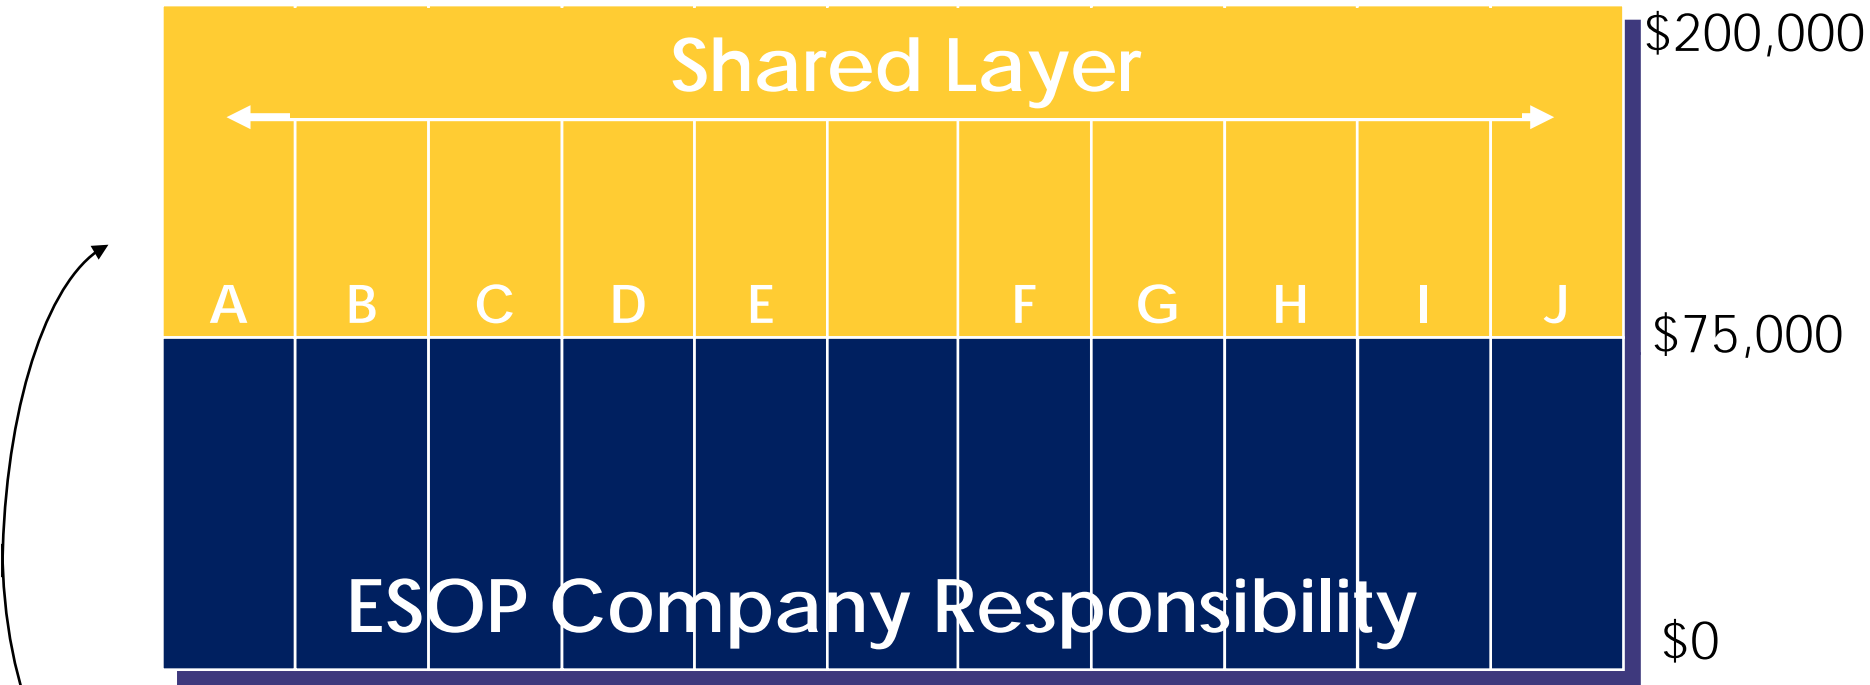 Shared Layer
$200,000
A B C D E F G H I J
$75,000
ESOP Company Responsibility
$0